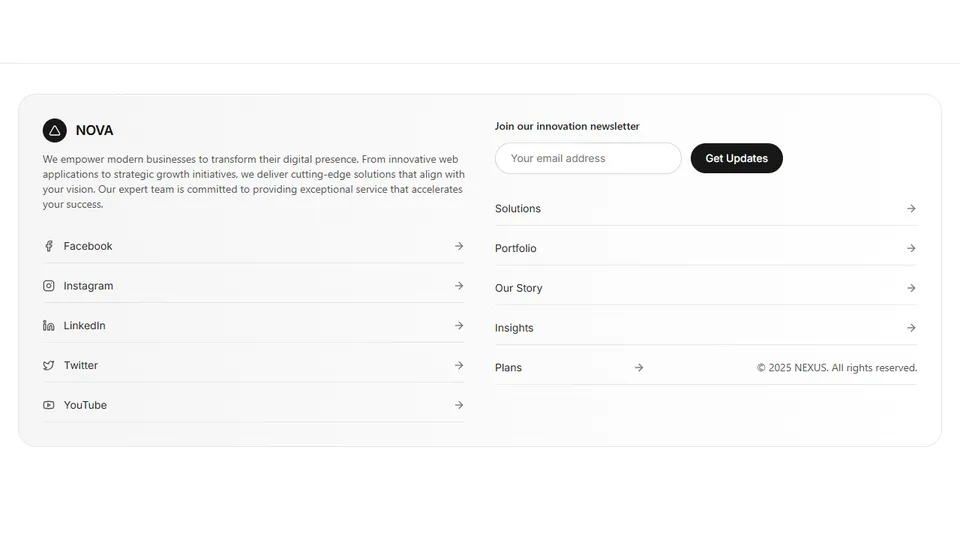 NOVA
We empower modern businesses to transform their digital presence. From innovative web
applications to strategic growth initiatives, we deliver cutting-edge solutions that align with
your vision. Our expert team is committed to providing exceptional service that accelerates
your success.
Facebook
Instagram
LinkedIn
Twitter
YouTube
Join our innovation newsletter
Your email address
Get Updates
Solutions
Portfolio
Our Story
Insights
Plans
© 2025 NEXUS. All rights reserved.